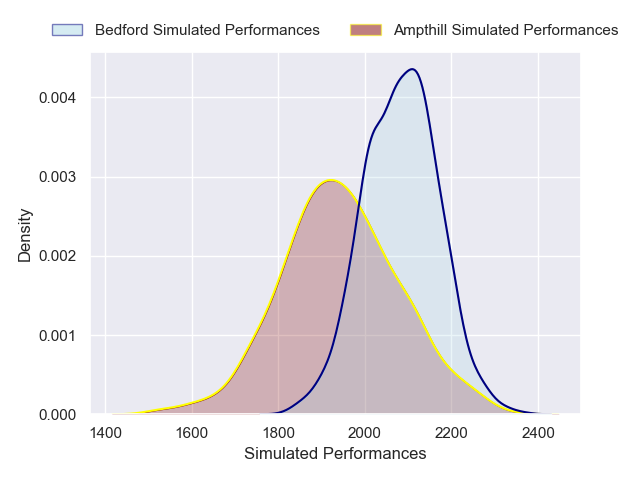 Bedford Simulated Performances
Ampthill Simulated Performances
Density
0.004
0.003
0.002
0.001
0.000
1400 1600 1800 2000 2200 2400
Simulated Performances